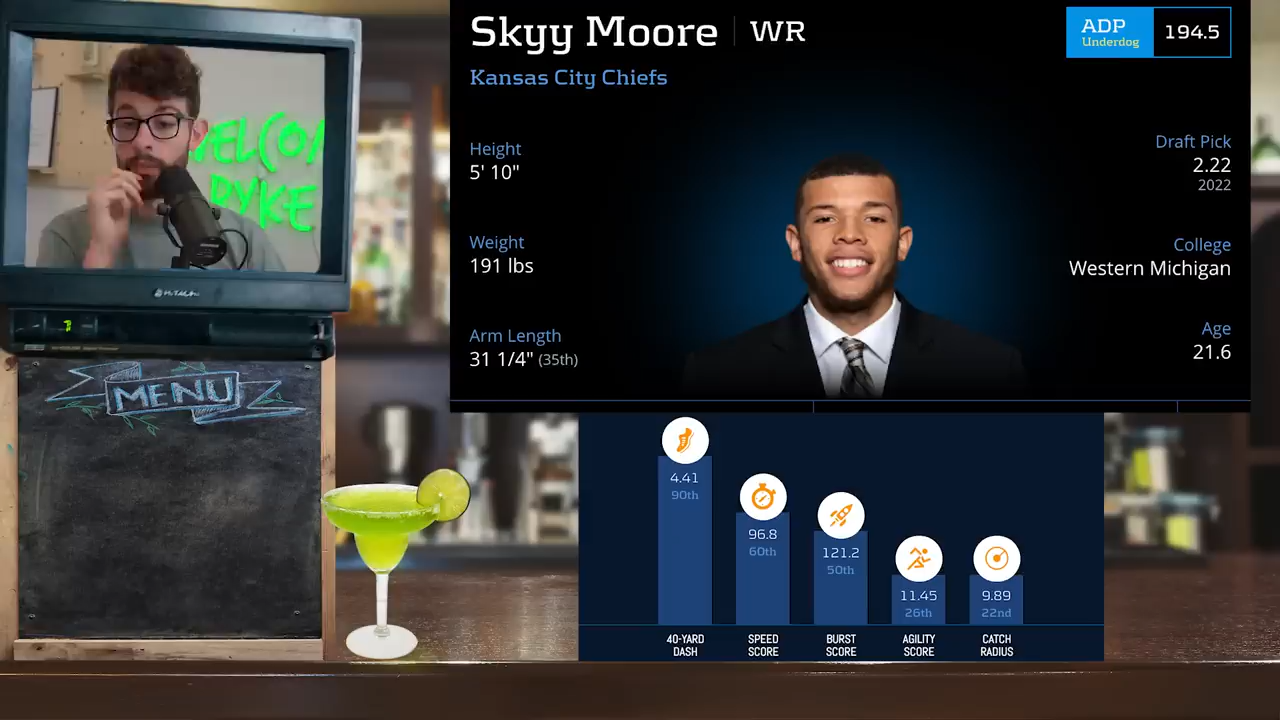 WELCOM
RYKE
MENU
Skyy Moore | WR
Kansas City Chiefs
ADP
Underdog
194.5
Height
5' 10"
Weight
191 lbs
Arm Length
31 1/4" (35th)
Draft Pick
2.22
2022
College
Western Michigan
Age
21.6
4.41
90th
96.8
60th
121.2
50th
11.45
26th
9.89
22nd
40-YARD
DASH
SPEED
SCORE
BURST
SCORE
AGILITY
SCORE
CATCH
RADIUS